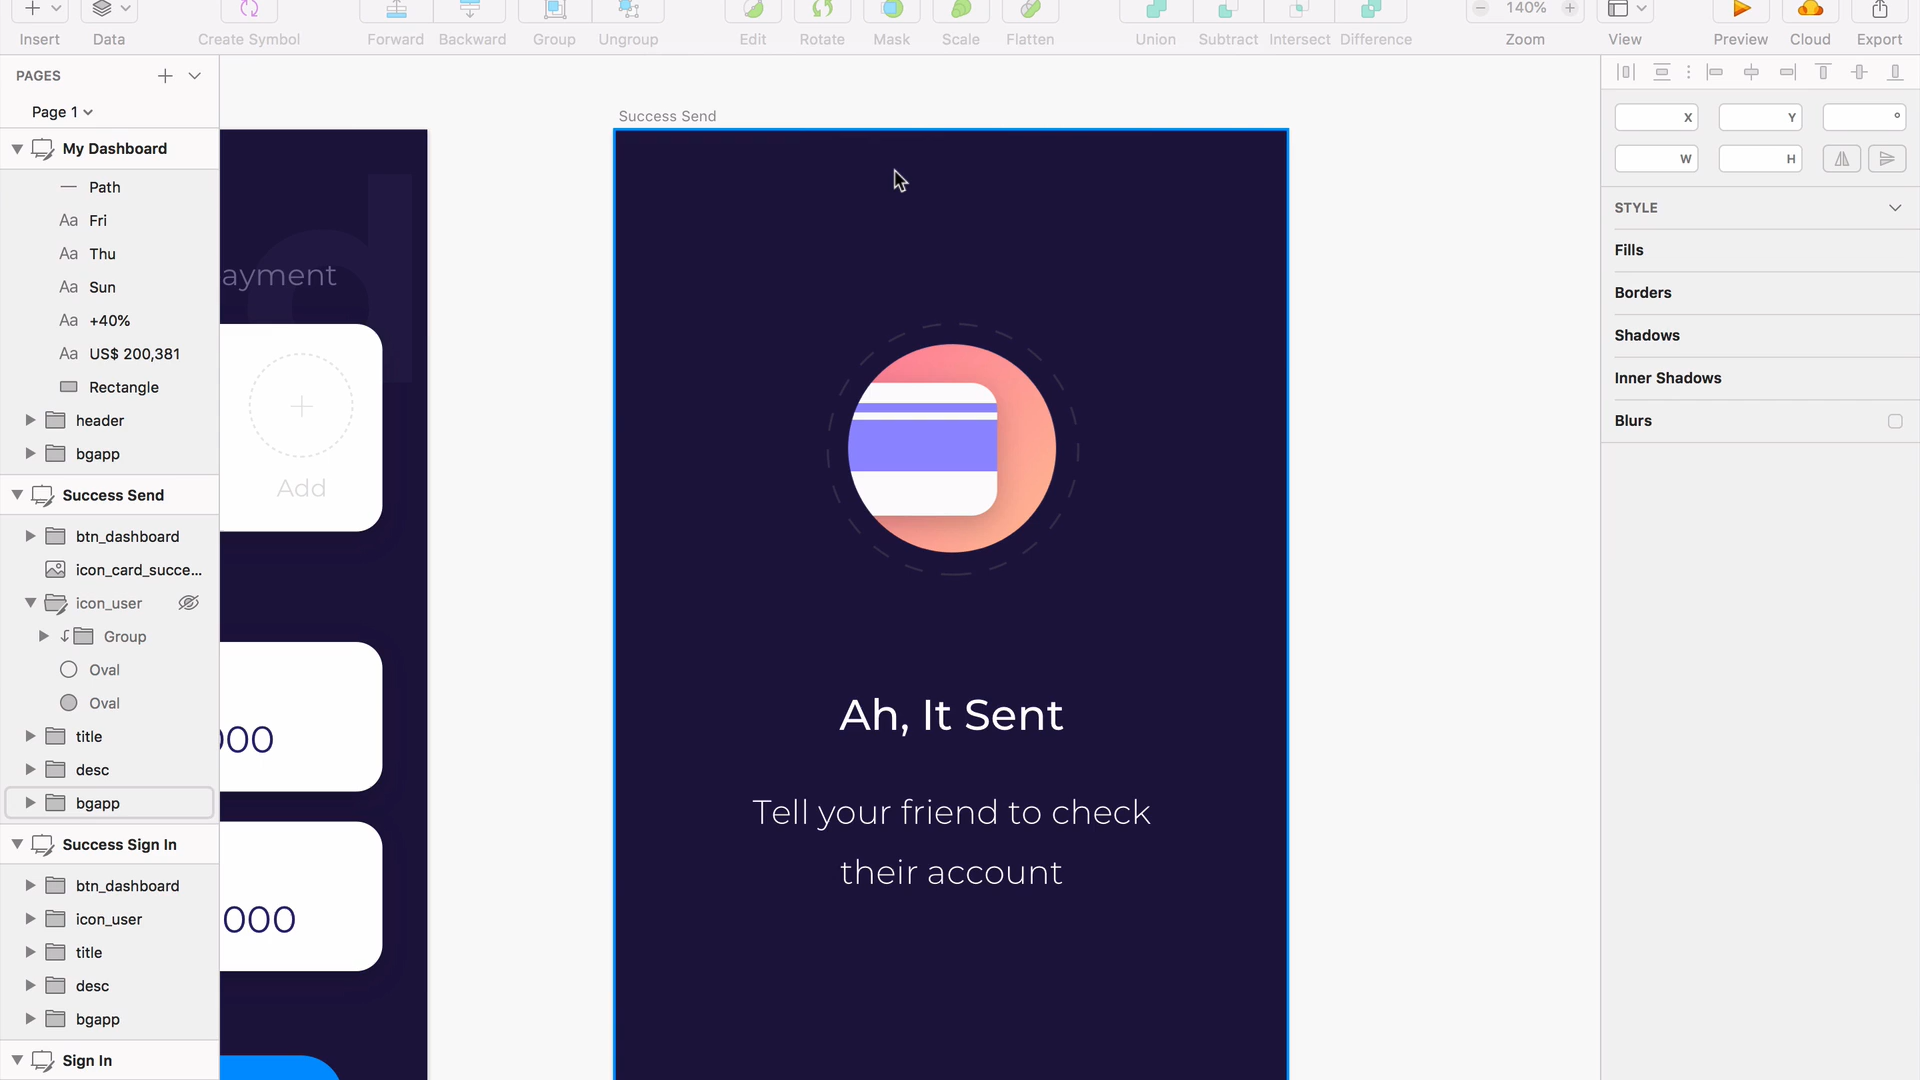 Insert
Data
Create Symbol
Forward
Backward
Group
Ungroup
Edit
Rotate
Mask
Scale
Flatten
Union
Subtract
Intersect
Difference
140%
Zoom
View
Preview
Cloud
Export
PAGES
Page 1
My Dashboard
Path
Aa Fri
Aa Thu
Aa Sun
Aa +40%
Aa US$ 200,381
Rectangle
header
bgapp
Success Send
btn_dashboard
icon_card_succe...
icon_user
Group
Oval
Oval
title
desc
bgapp
Success Sign In
btn_dashboard
icon_user
title
desc
bgapp
Sign In
d
ayment
Add
000
000
Success Send
Ah, It Sent
Tell your friend to check
their account
X
Y
°
W
H
STYLE
Fills
Borders
Shadows
Inner Shadows
Blurs